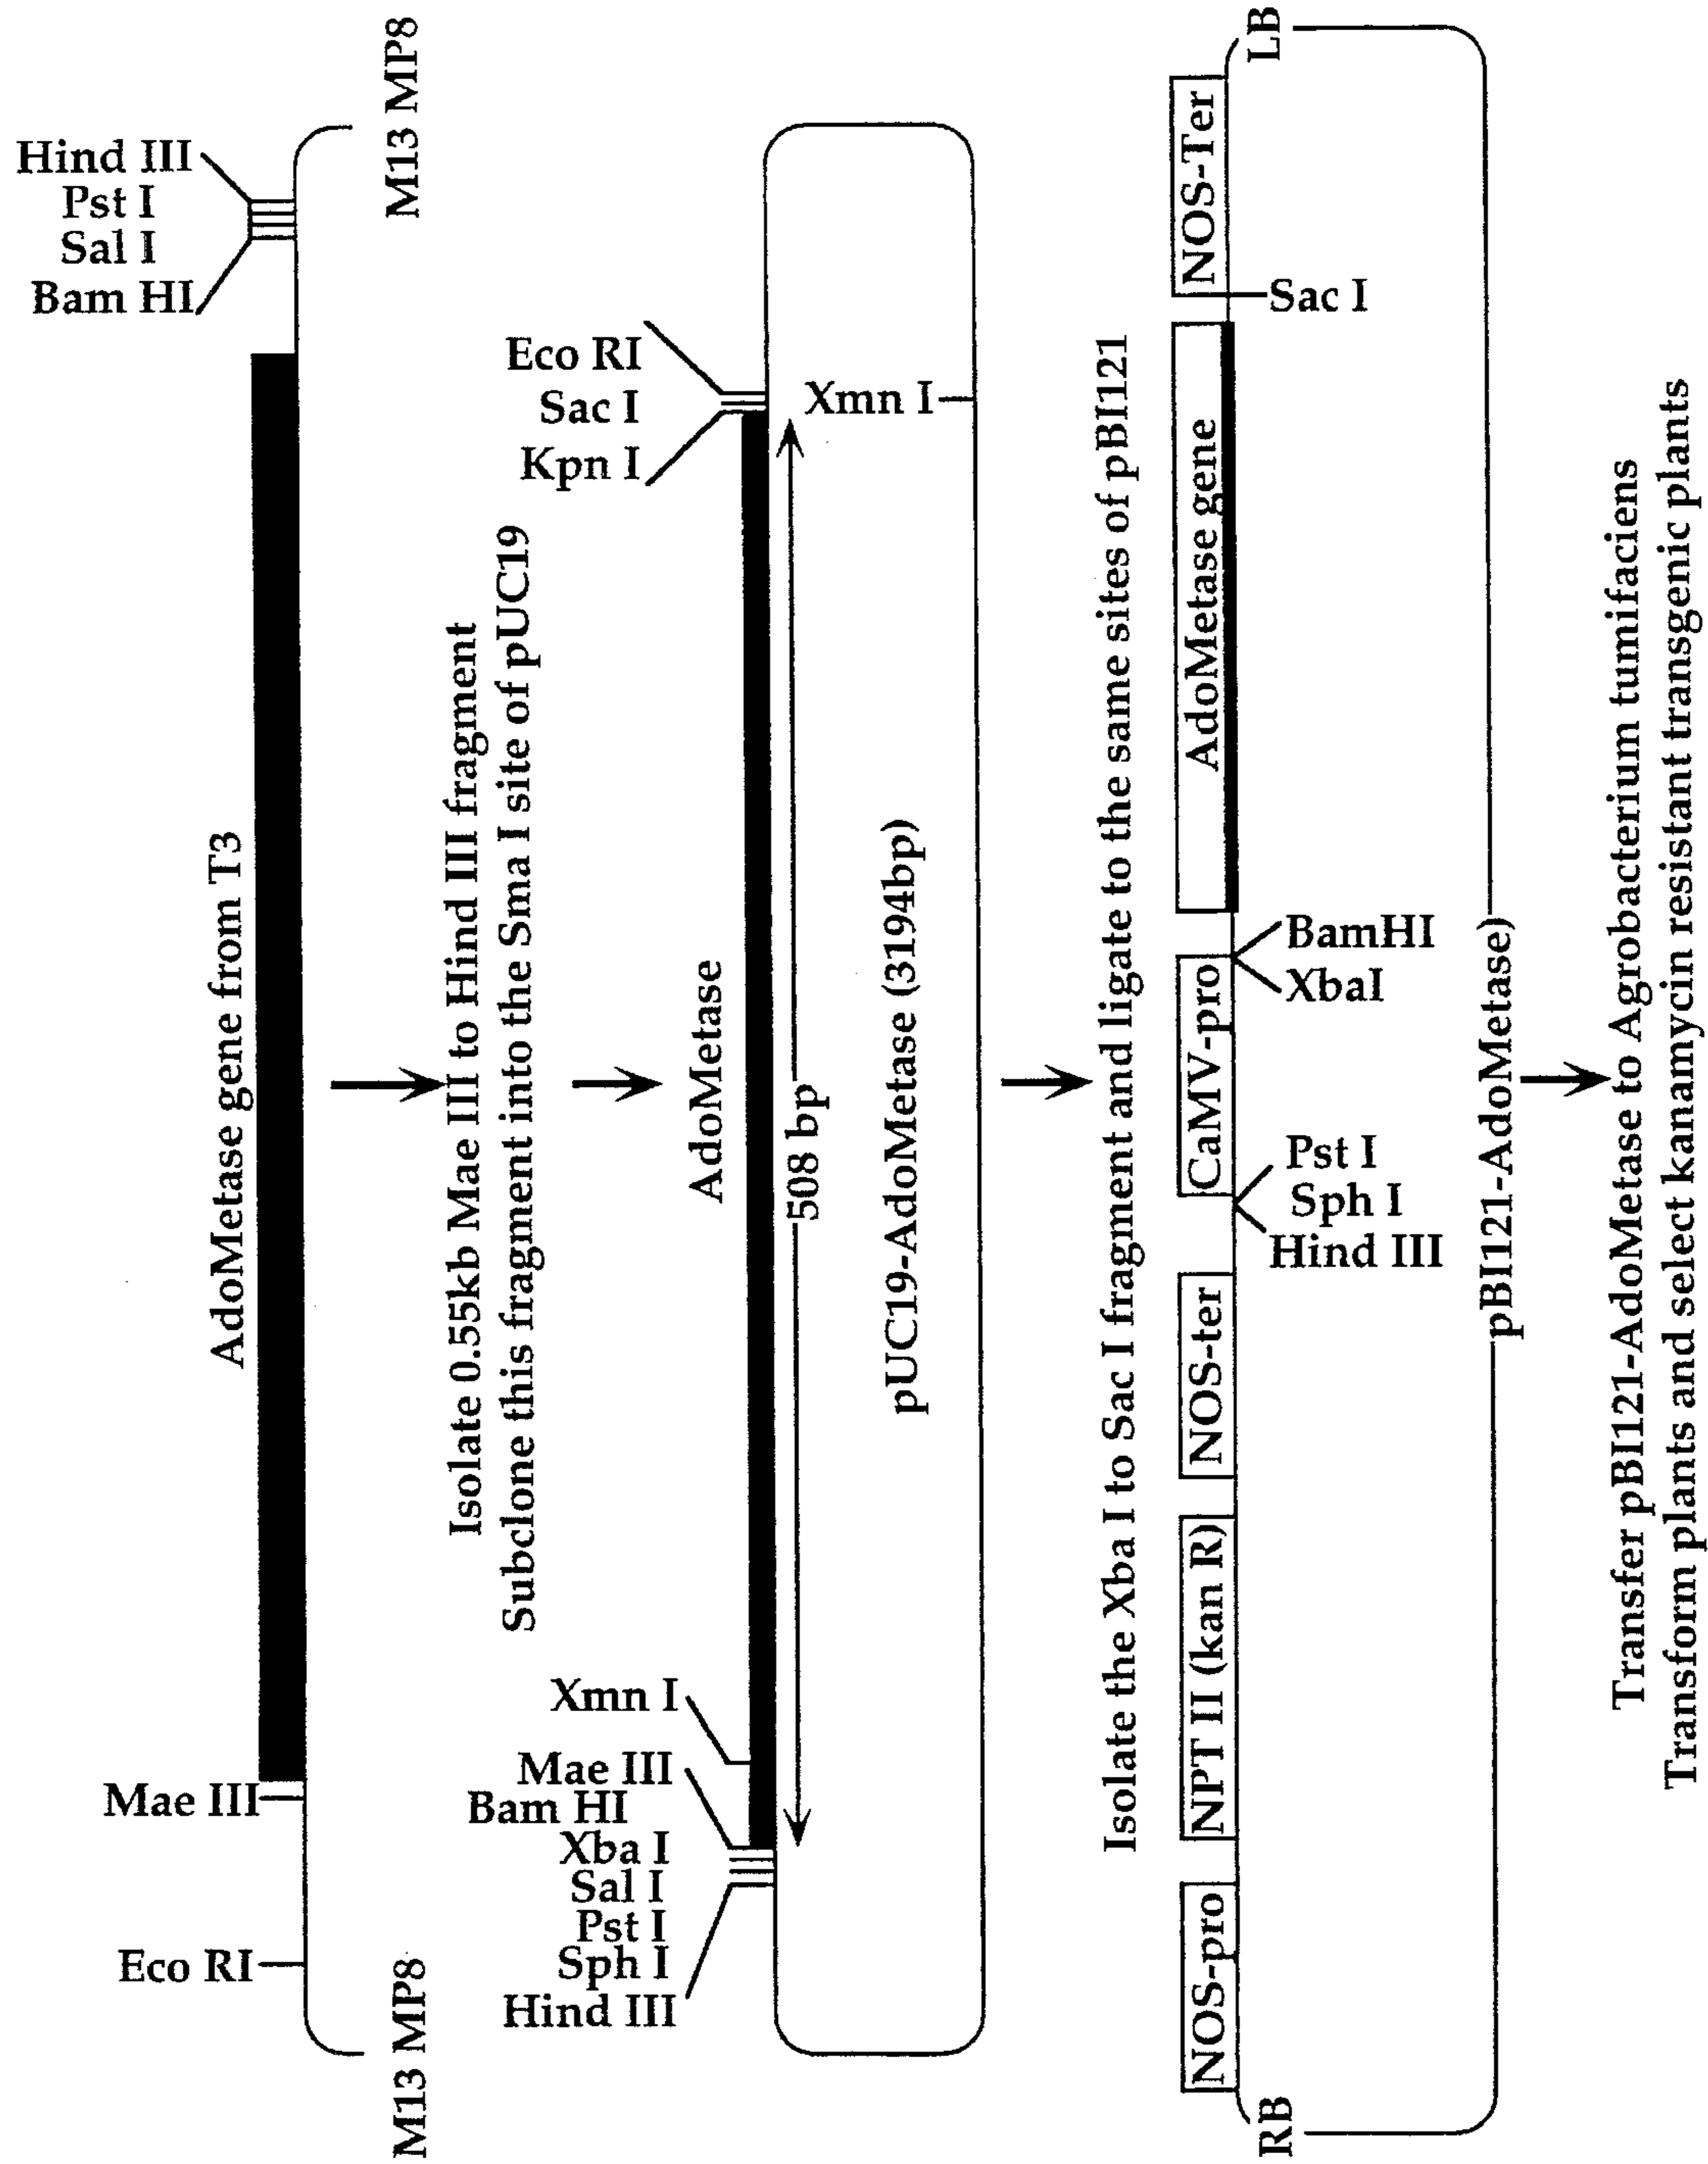 AdoMetase gene from T3
Eco RI
Mae III
Hind III
Pst I
Sal I
Bam HI
M13 MP8
M13 MP8
Isolate 0.55kb Mae III to Hind III fragment
Subclone this fragment into the Sma I site of pUC19
AdoMetase
Xmn I
Mae III
Bam HI
Xba I
Sal I
Pst I
Sph I
Hind III
Eco RI
Sac I
Kpn I
508 bp
Xmn I
pUC19-AdoMetase (3194bp)
Isolate the Xba I to Sac I fragment and ligate to the same sites of pBI121
NOS-pro
NPT II (kan R)
NOS-ter
CaMV-pro
AdoMetase gene
NOS-Ter
RB
Pst I
Sph I
Hind III
BamHI
XbaI
Sac I
LB
pBI121-AdoMetase)
Transfer pBI121-AdoMetase to Agrobacterium tumifaciens
Transform plants and select kanamycin resistant transgenic plants